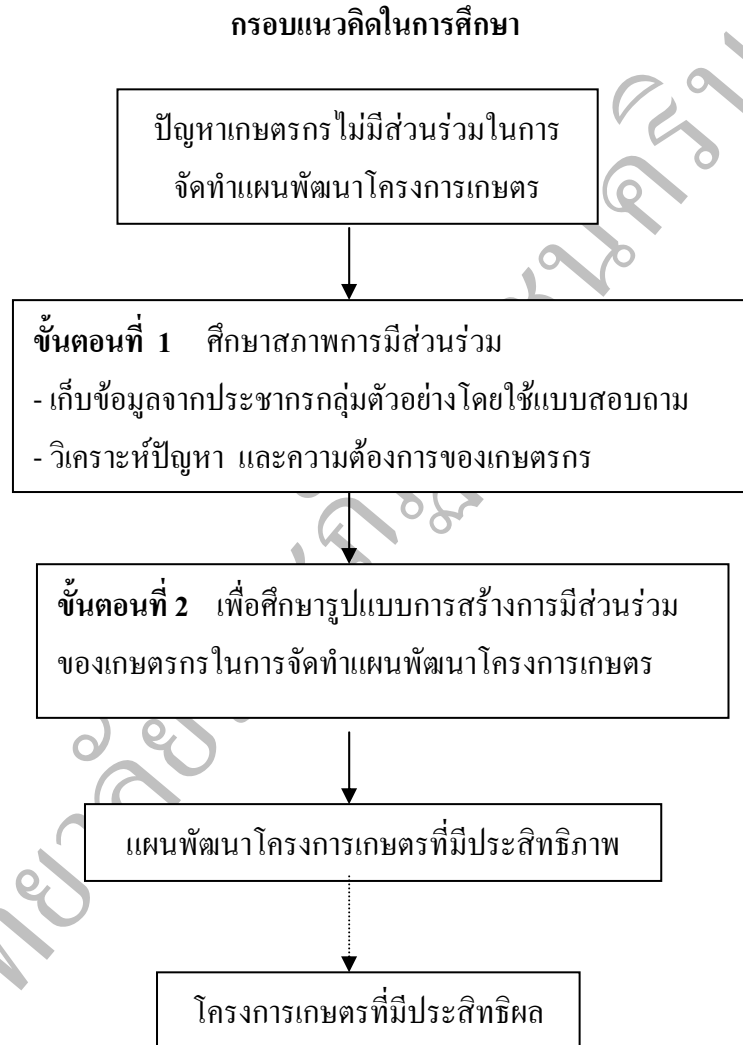 กรอบแนวคิดในการศึกษา
ปัญหาเกษตรกรไม่มีส่วนร่วมในการ
จัดทำแผนพัฒนาโครงการเกษตร
ขั้นตอนที่ 1 ศึกษาสภาพการมีส่วนร่วม
- เก็บข้อมูลจากประชากรกลุ่มตัวอย่างโดยใช้แบบสอบถาม
- วิเคราะห์ปัญหา และความต้องการของเกษตรกร
ขั้นตอนที่ 2 เพื่อศึกษารูปแบบการสร้างการมีส่วนร่วม
ของเกษตรกรในการจัดทำแผนพัฒนาโครงการเกษตร
แผนพัฒนาโครงการเกษตรที่มีประสิทธิภาพ
โครงการเกษตรที่มีประสิทธิผล